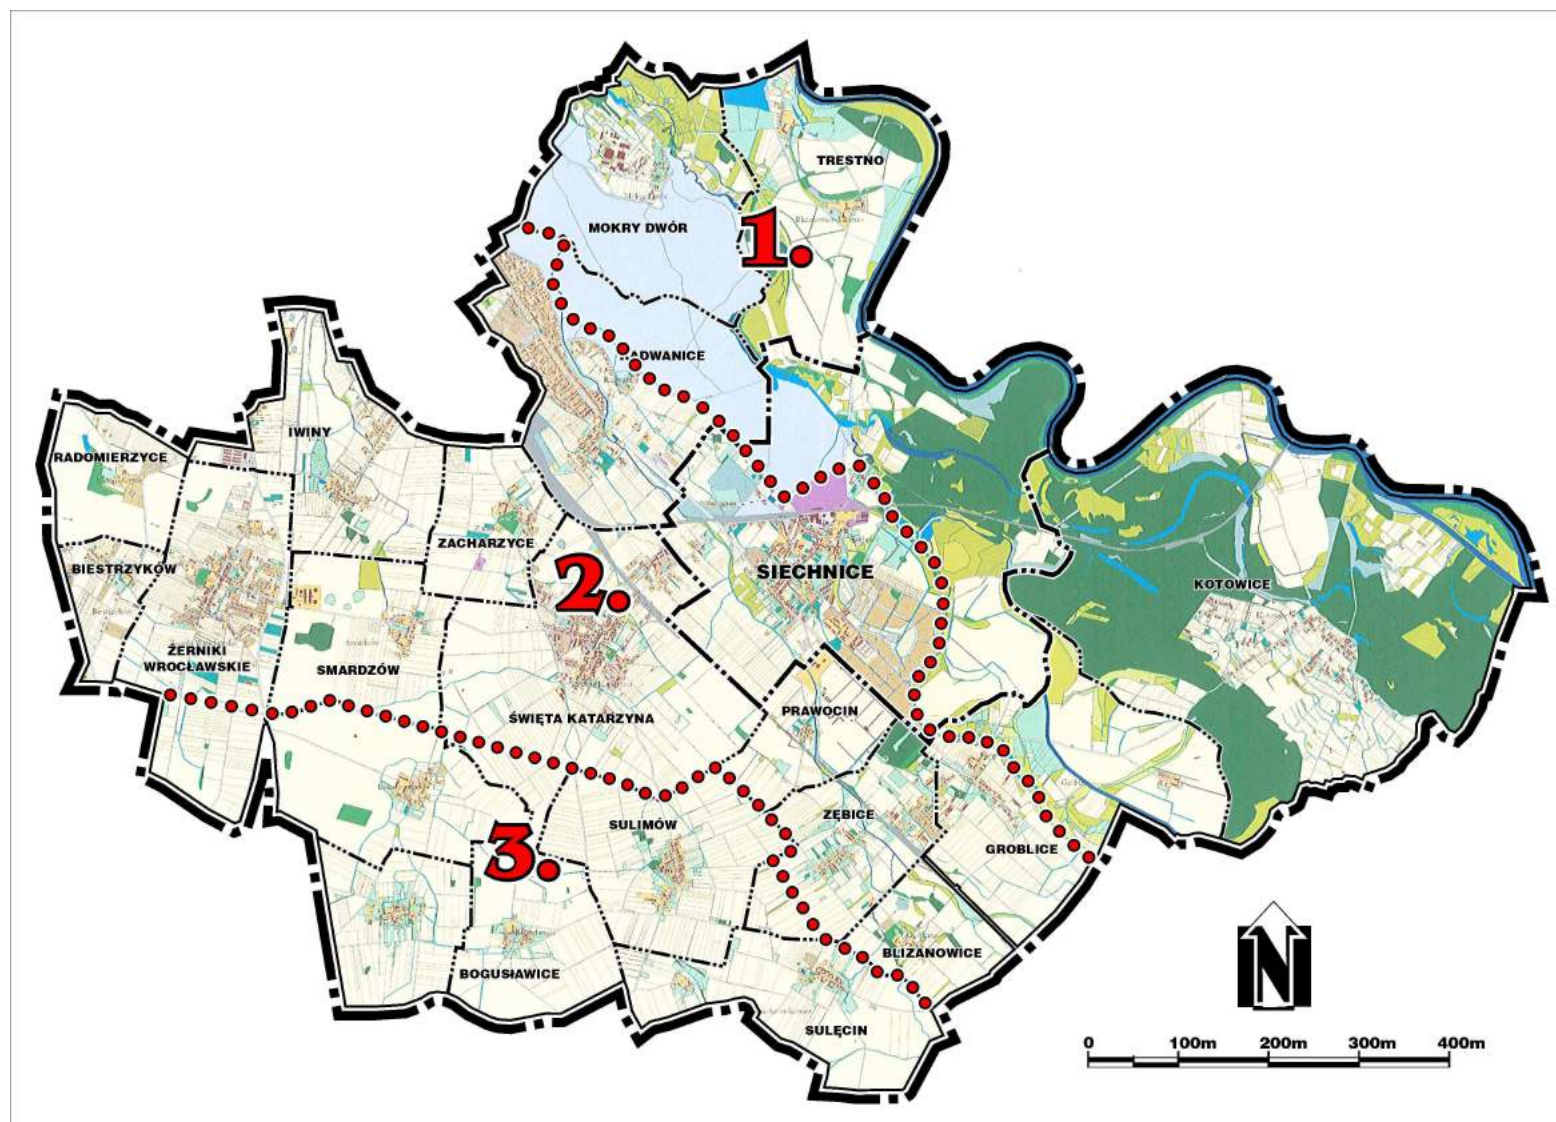 TRESTNO
1.
MOKRY DWÓR
ADWANICE
IWINY
RADOMIERZYCE
ZACHARZYCE
BIESTRZYKÓW
2.
SIECHNICE
KOTOWICE
ŻERNIKI
WROCŁAWSKIE
SMARDZÓW
PRAWOCIN
ŚWIĘTA KATARZYNA
ZĘBICE
SULIMÓW
3.
GROBLICE
BLIZANOWICE
BOGUSŁAWICE
SULĘCIN
N
0 100m 200m 300m 400m